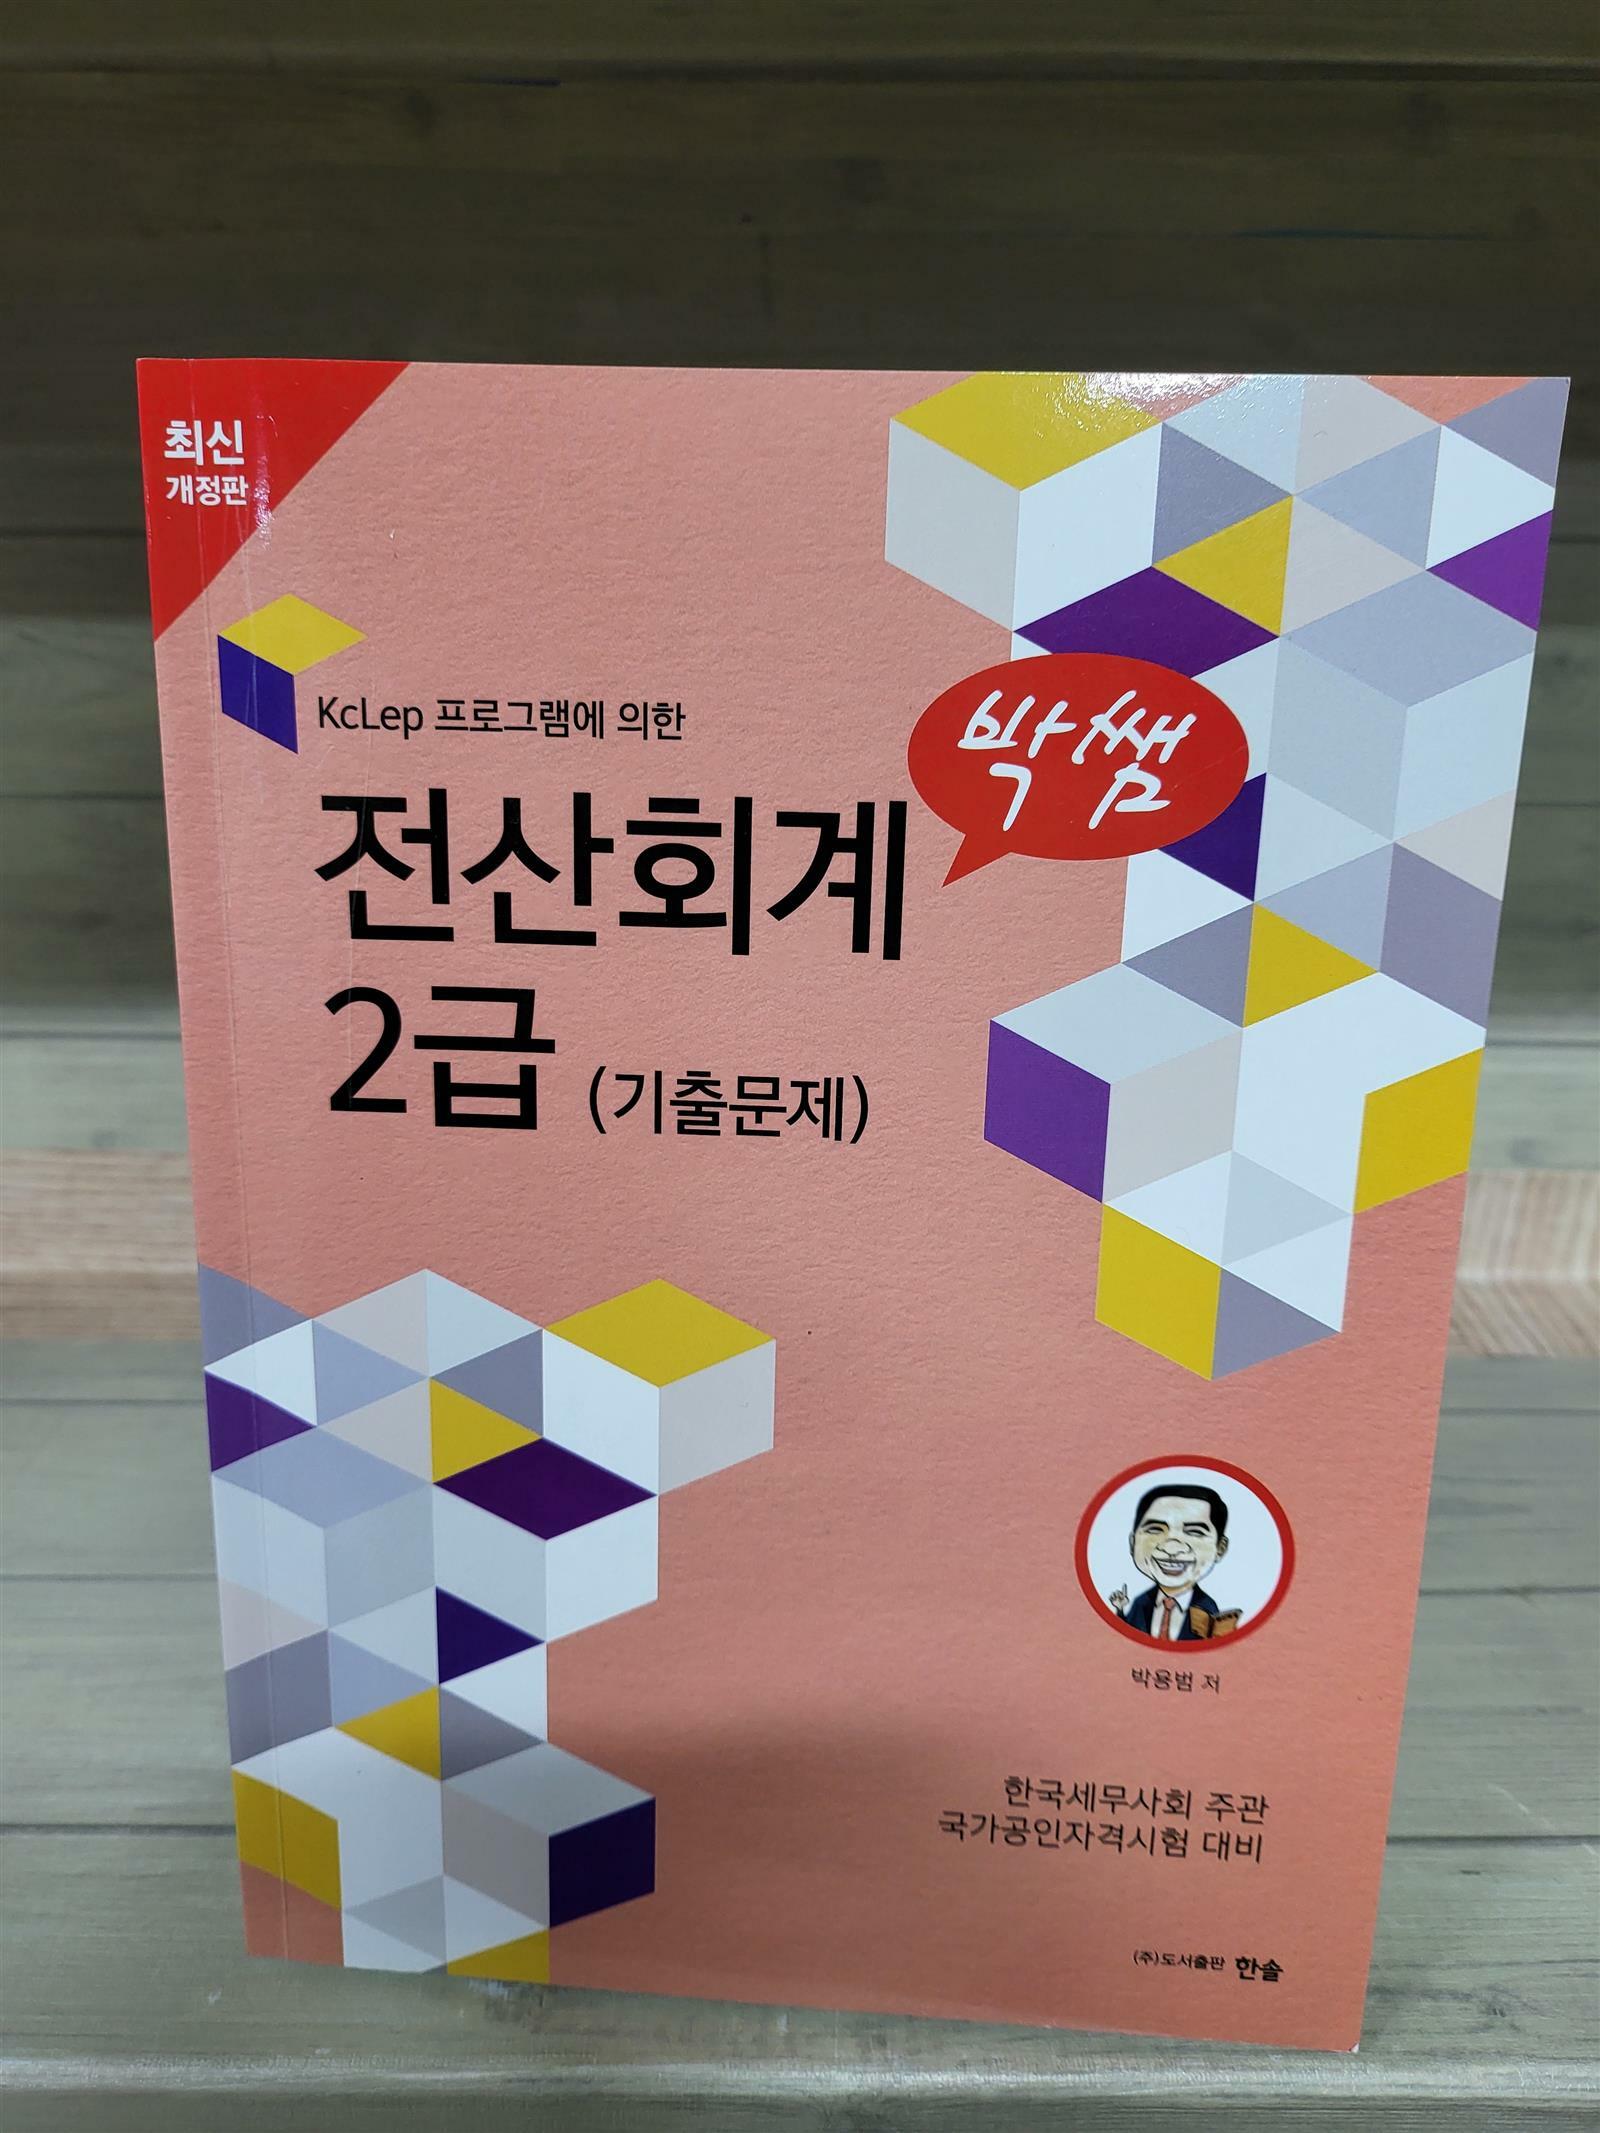 최신
개정판
KcLep 프로그램에 의한
박쌤
전산회계
2급 (기출문제)
박용범 저
한국세무사회 주관
국가공인자격시험 대비
(주)도서출판 한솔